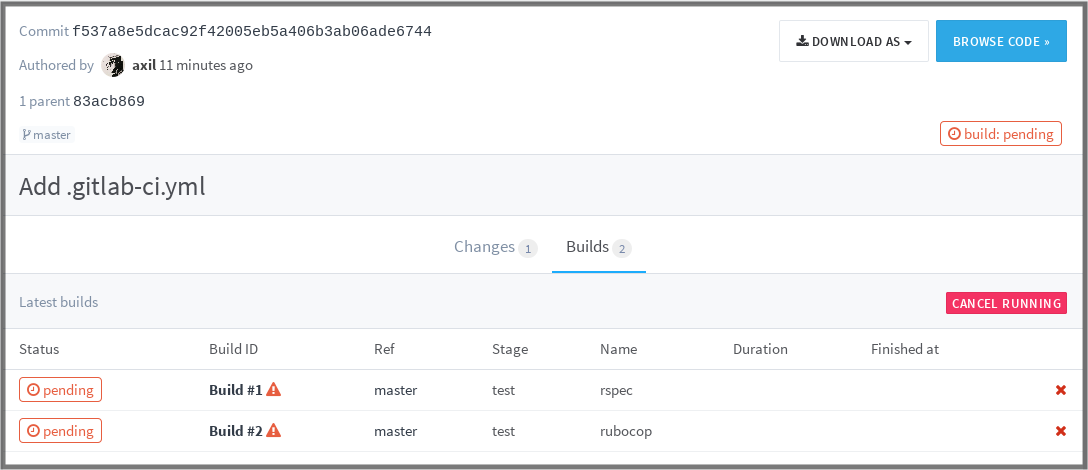 Commit f537a8e5dcac92f42005eb5a406b3ab06ade6744
DOWNLOAD AS
BROWSE CODE »
Authored by axil 11 minutes ago
1 parent 83acb869
master
build: pending
Add .gitlab-ci.yml
Changes 1 Builds 2
Latest builds
CANCEL RUNNING
Status Build ID Ref Stage Name Duration Finished at
pending Build #1 master test rspec
pending Build #2 master test rubocop